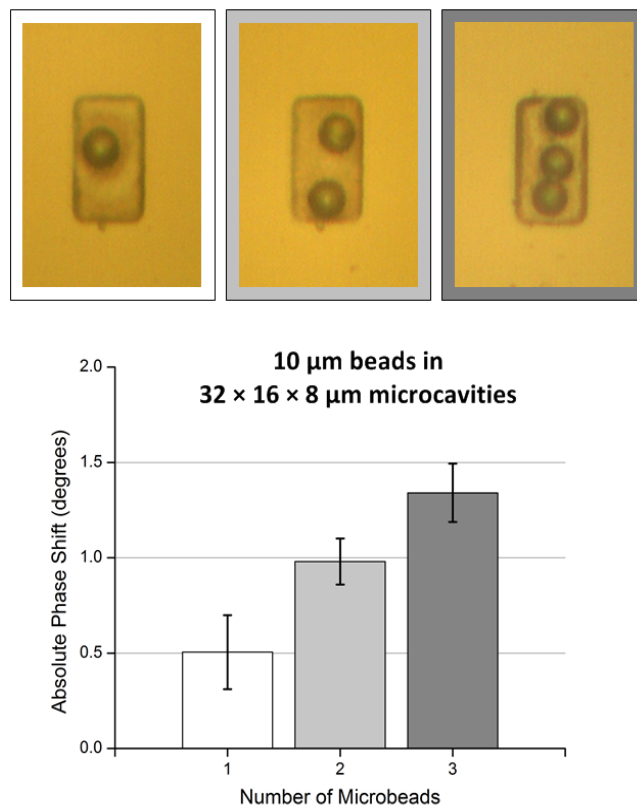 10 µm beads in
32 × 16 × 8 µm microcavities
Absolute Phase Shift (degrees)
2.0
1.5
1.0
0.5
0.0
1 2 3
Number of Microbeads